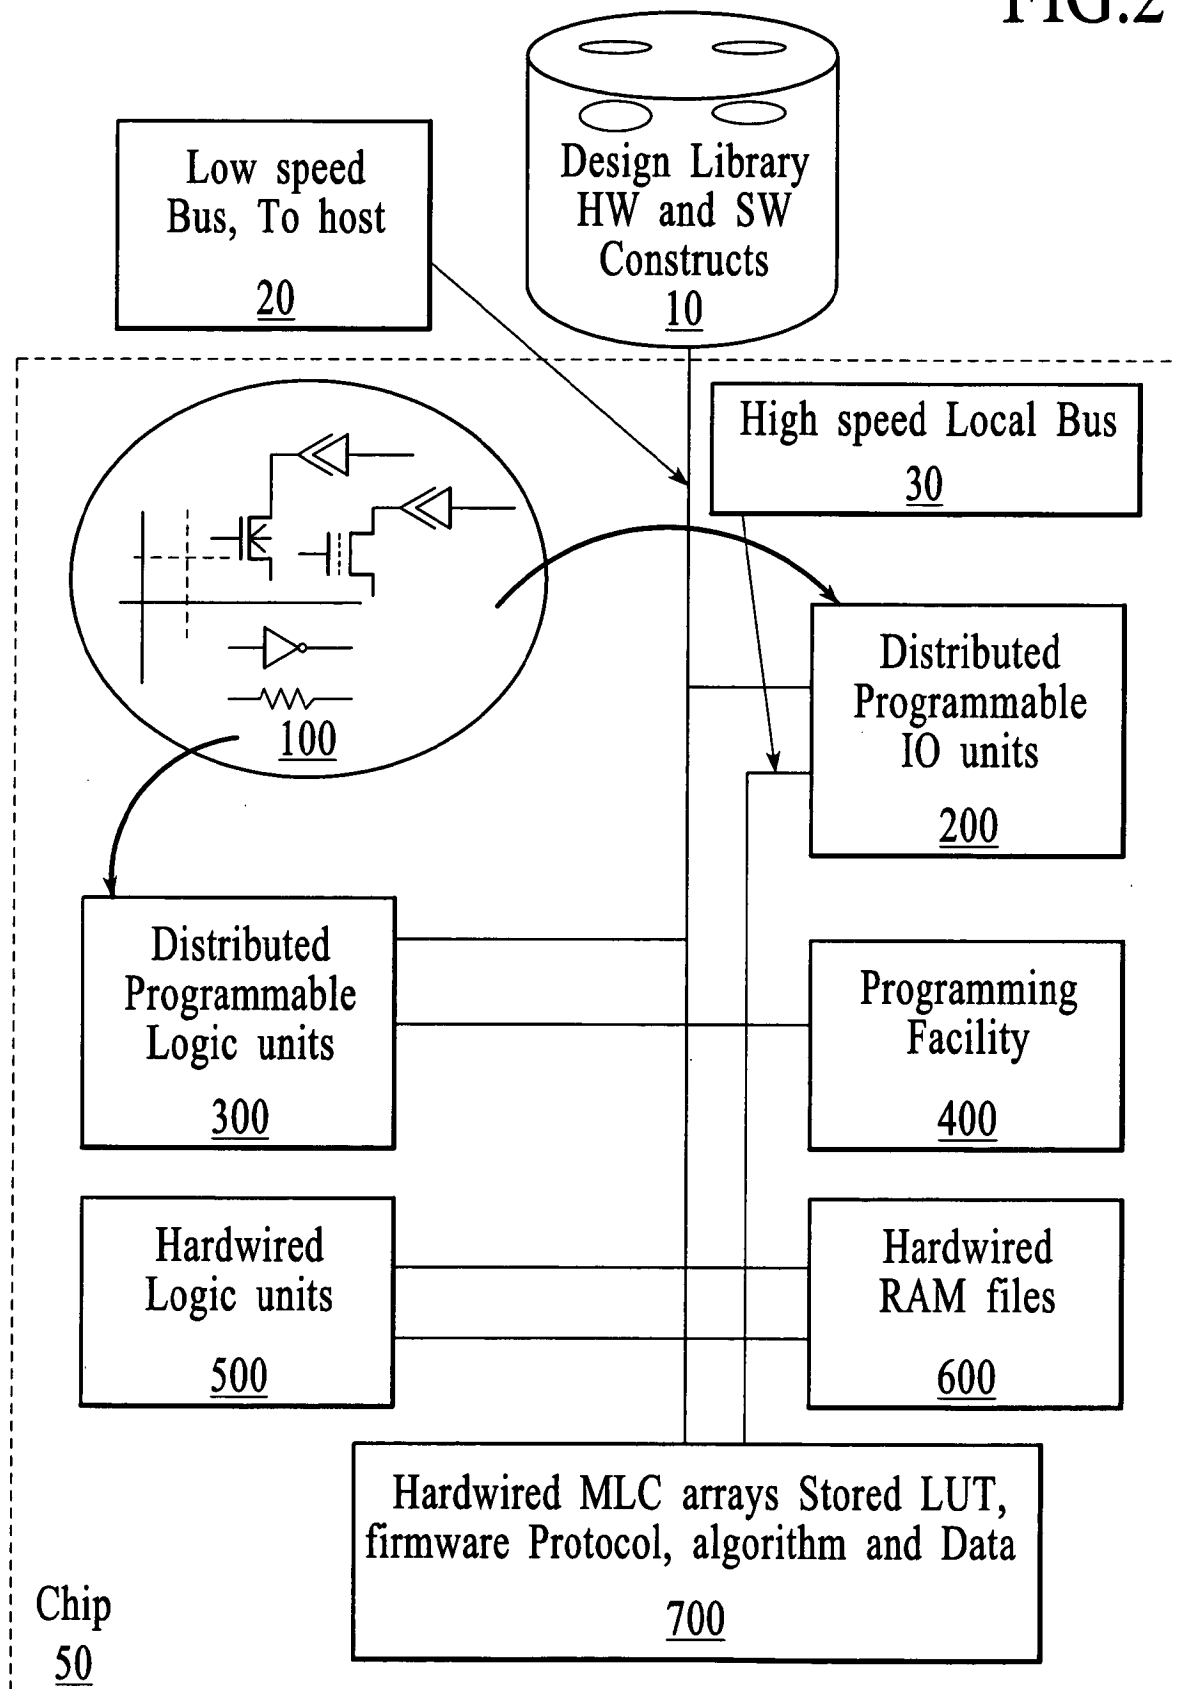 FIG.2
Design Library
HW and SW
Constructs
10
Low speed
Bus, To host
20
High speed Local Bus
30
100
Distributed
Programmable
IO units
200
Distributed
Programmable
Logic units
300
Programming
Facility
400
Hardwired
Logic units
500
Hardwired
RAM files
600
Hardwired MLC arrays Stored LUT,
firmware Protocol, algorithm and Data
700
Chip
50